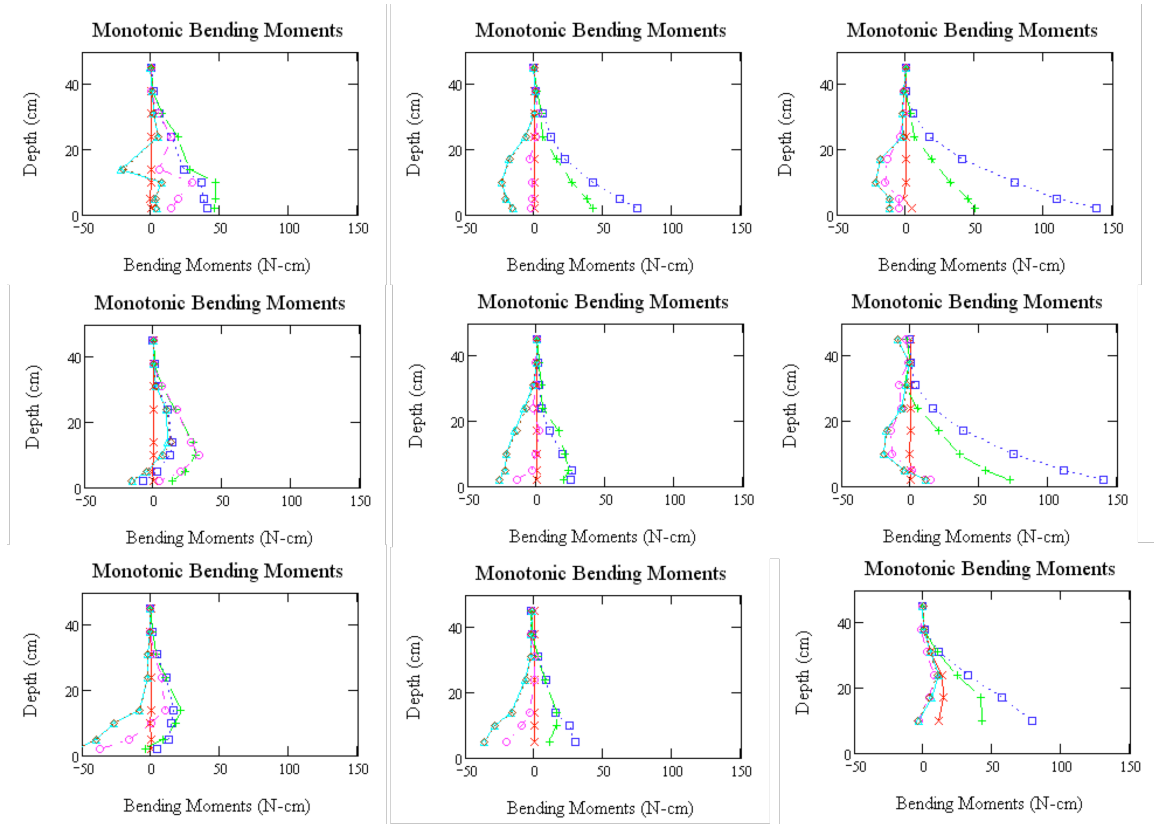 Monotonic Bending Moments Monotonic Bending Moments Monotonic Bending Moments
Depth (cm) Depth (cm) Depth (cm)
40 40 40
20 20 20
0 0 0
−50 0 50 100 150 −50 0 50 100 150 −50 0 50 100 150
Bending Moments (N-cm) Bending Moments (N-cm) Bending Moments (N-cm)
Monotonic Bending Moments Monotonic Bending Moments Monotonic Bending Moments
Depth (cm) Depth (cm) Depth (cm)
40 40 40
20 20 20
0 0 0
−50 0 50 100 150 −50 0 50 100 150 −50 0 50 100 150
Bending Moments (N-cm) Bending Moments (N-cm) Bending Moments (N-cm)
Monotonic Bending Moments Monotonic Bending Moments Monotonic Bending Moments
Depth (cm) Depth (cm) Depth (cm)
40 40 40
20 20 20
0 0 0
−50 0 50 100 150 −50 0 50 100 150 −50 0 50 100 150
Bending Moments (N-cm) Bending Moments (N-cm) Bending Moments (N-cm)